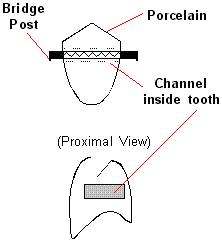 Bridge
Post
Porcelain
Channel
inside tooth
(Proximal View)